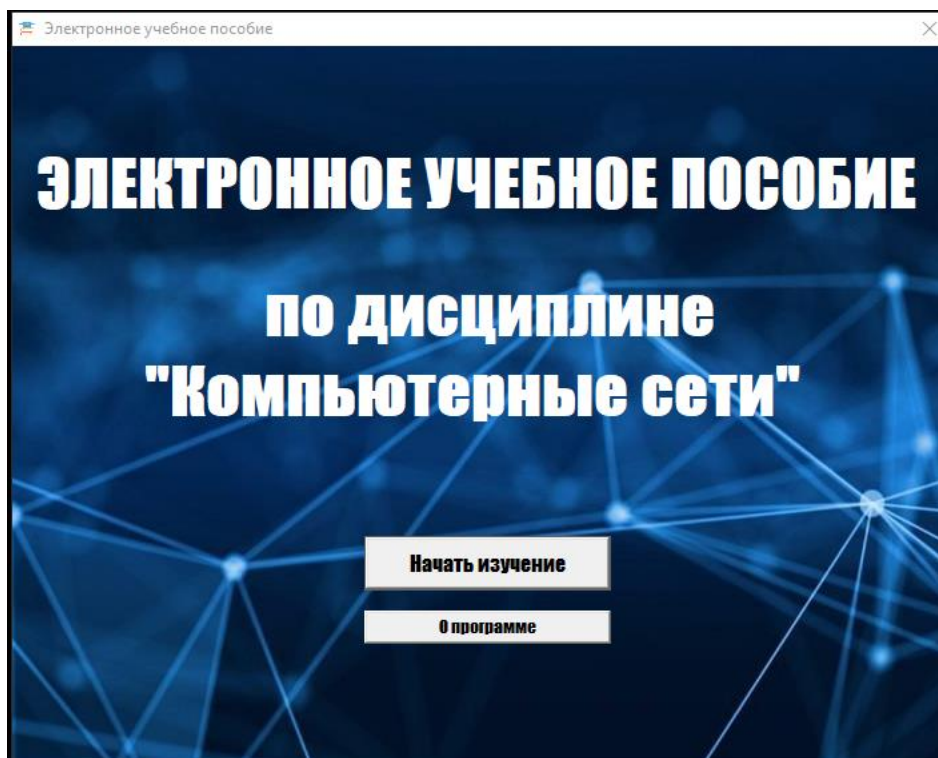 Электронное учебное пособие
ЭЛЕКТРОННОЕ УЧЕБНОЕ ПОСОБИЕ
по дисциплине
"Компьютерные сети"
Начать изучение
О программе